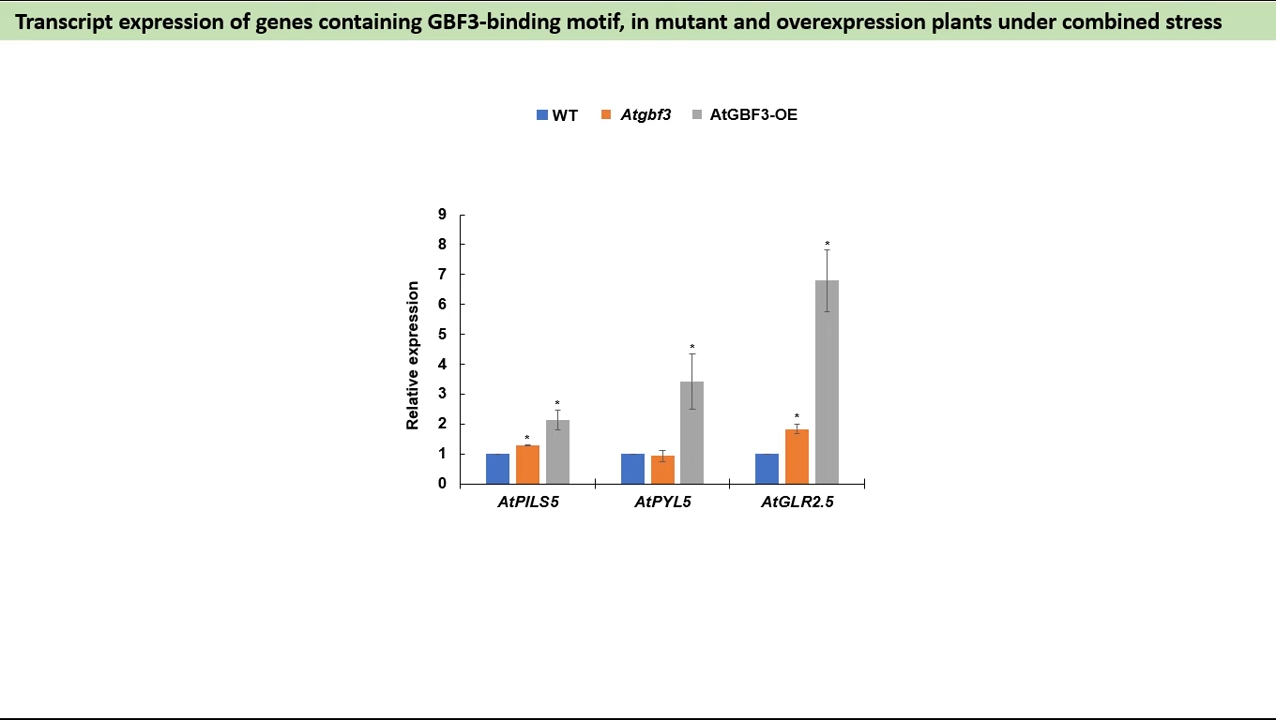 Transcript expression of genes containing GBF3-binding motif, in mutant and overexpression plants under combined stress
WT Atgbf3 AtGBF3-OE
Relative expression
9
8
7
6
5
4
3
2
1
0
* * * * *
AtPILS5 AtPYL5 AtGLR2.5